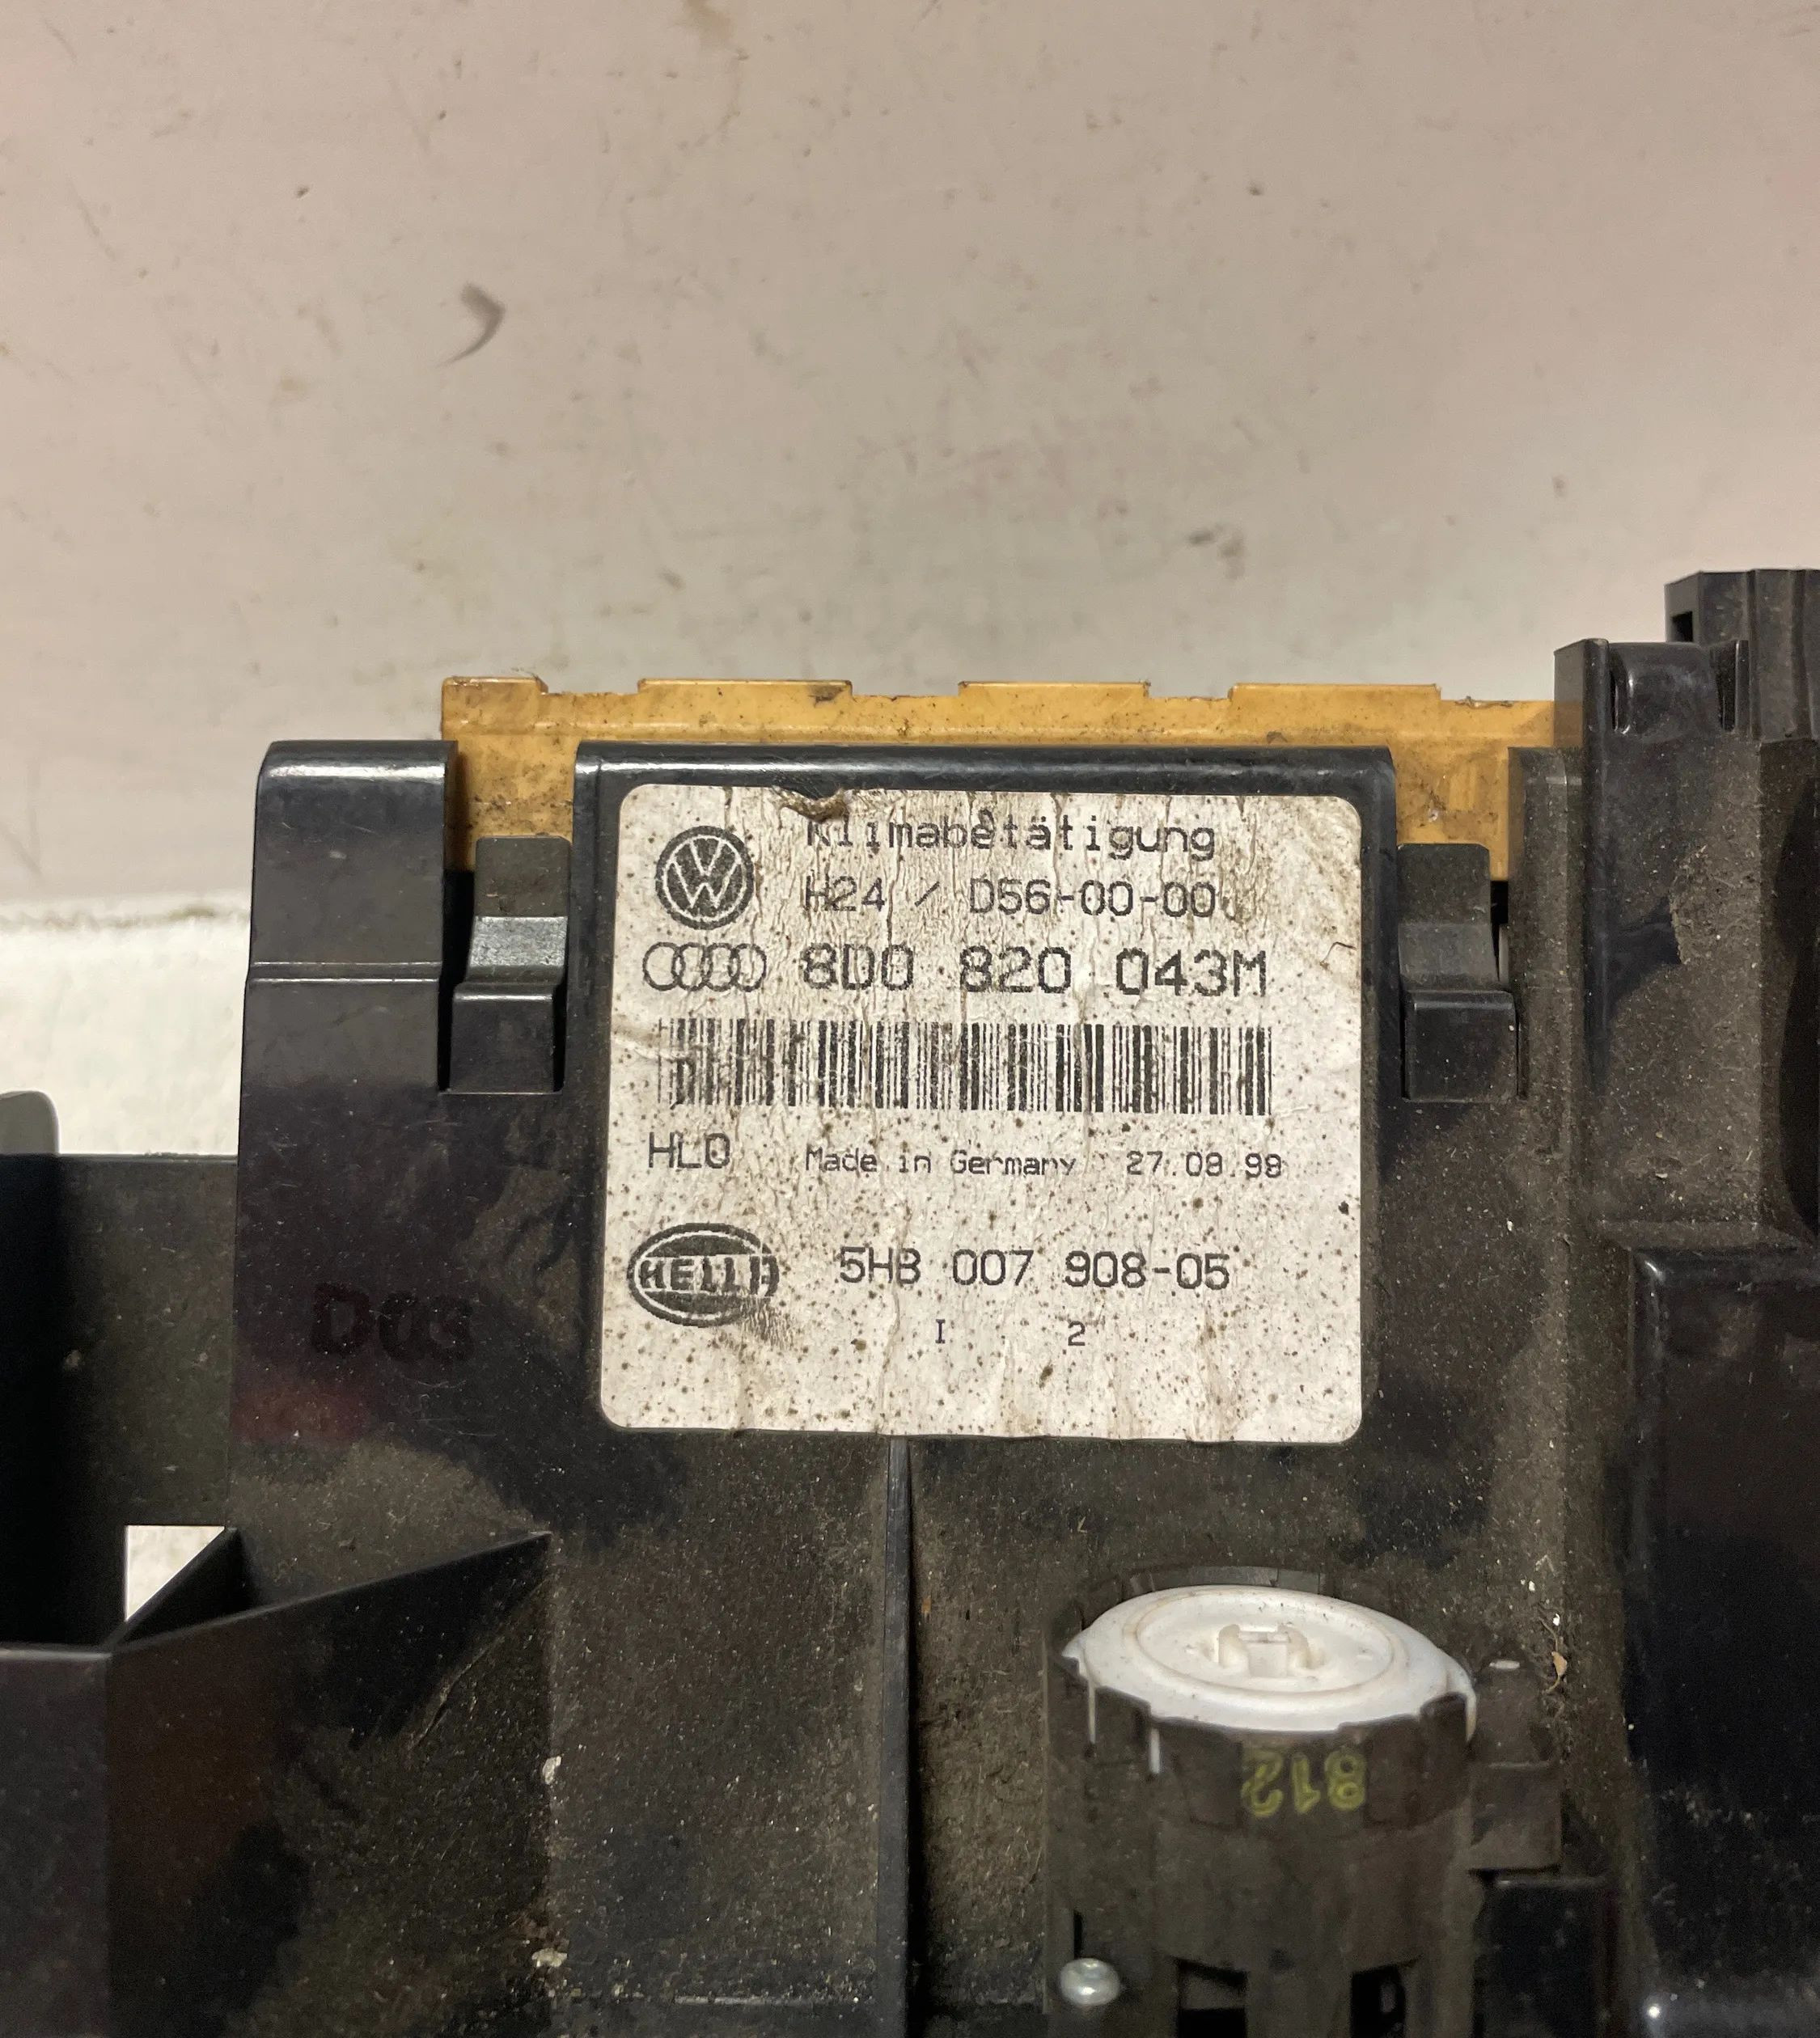 Klimabetätigung
H24 / D56-00-00
8D0 820 043M
HLO Made in Germany 27.08.98
HELLA 5HB 007 908-05
I 2
D03
812